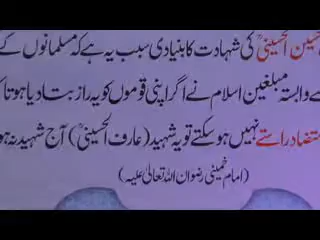 حسین الحسینیؒ کی شہادت کا بنیادی سبب یہ ہے کہ مسلمانوں کے
سے وابستہ مبلغین اسلام نے اگر اپنی قوموں کو یہ راز بتا دیا ہوتا ک
متضاد راستے نہیں ہو سکتے تو یہ شہید (عارف الحسینیؒ) آج شہید نہ ہو
(امام خمینی رضوان اللہ تعالیٰ علیہ)